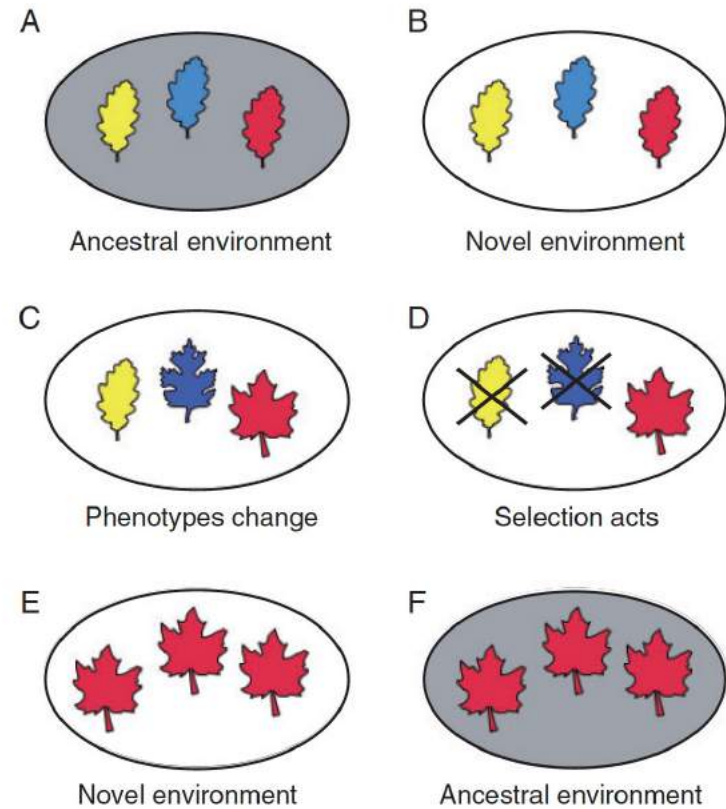 A
B
Ancestral environment
Novel environment
C
D
Phenotypes change
Selection acts
E
F
Novel environment
Ancestral environment